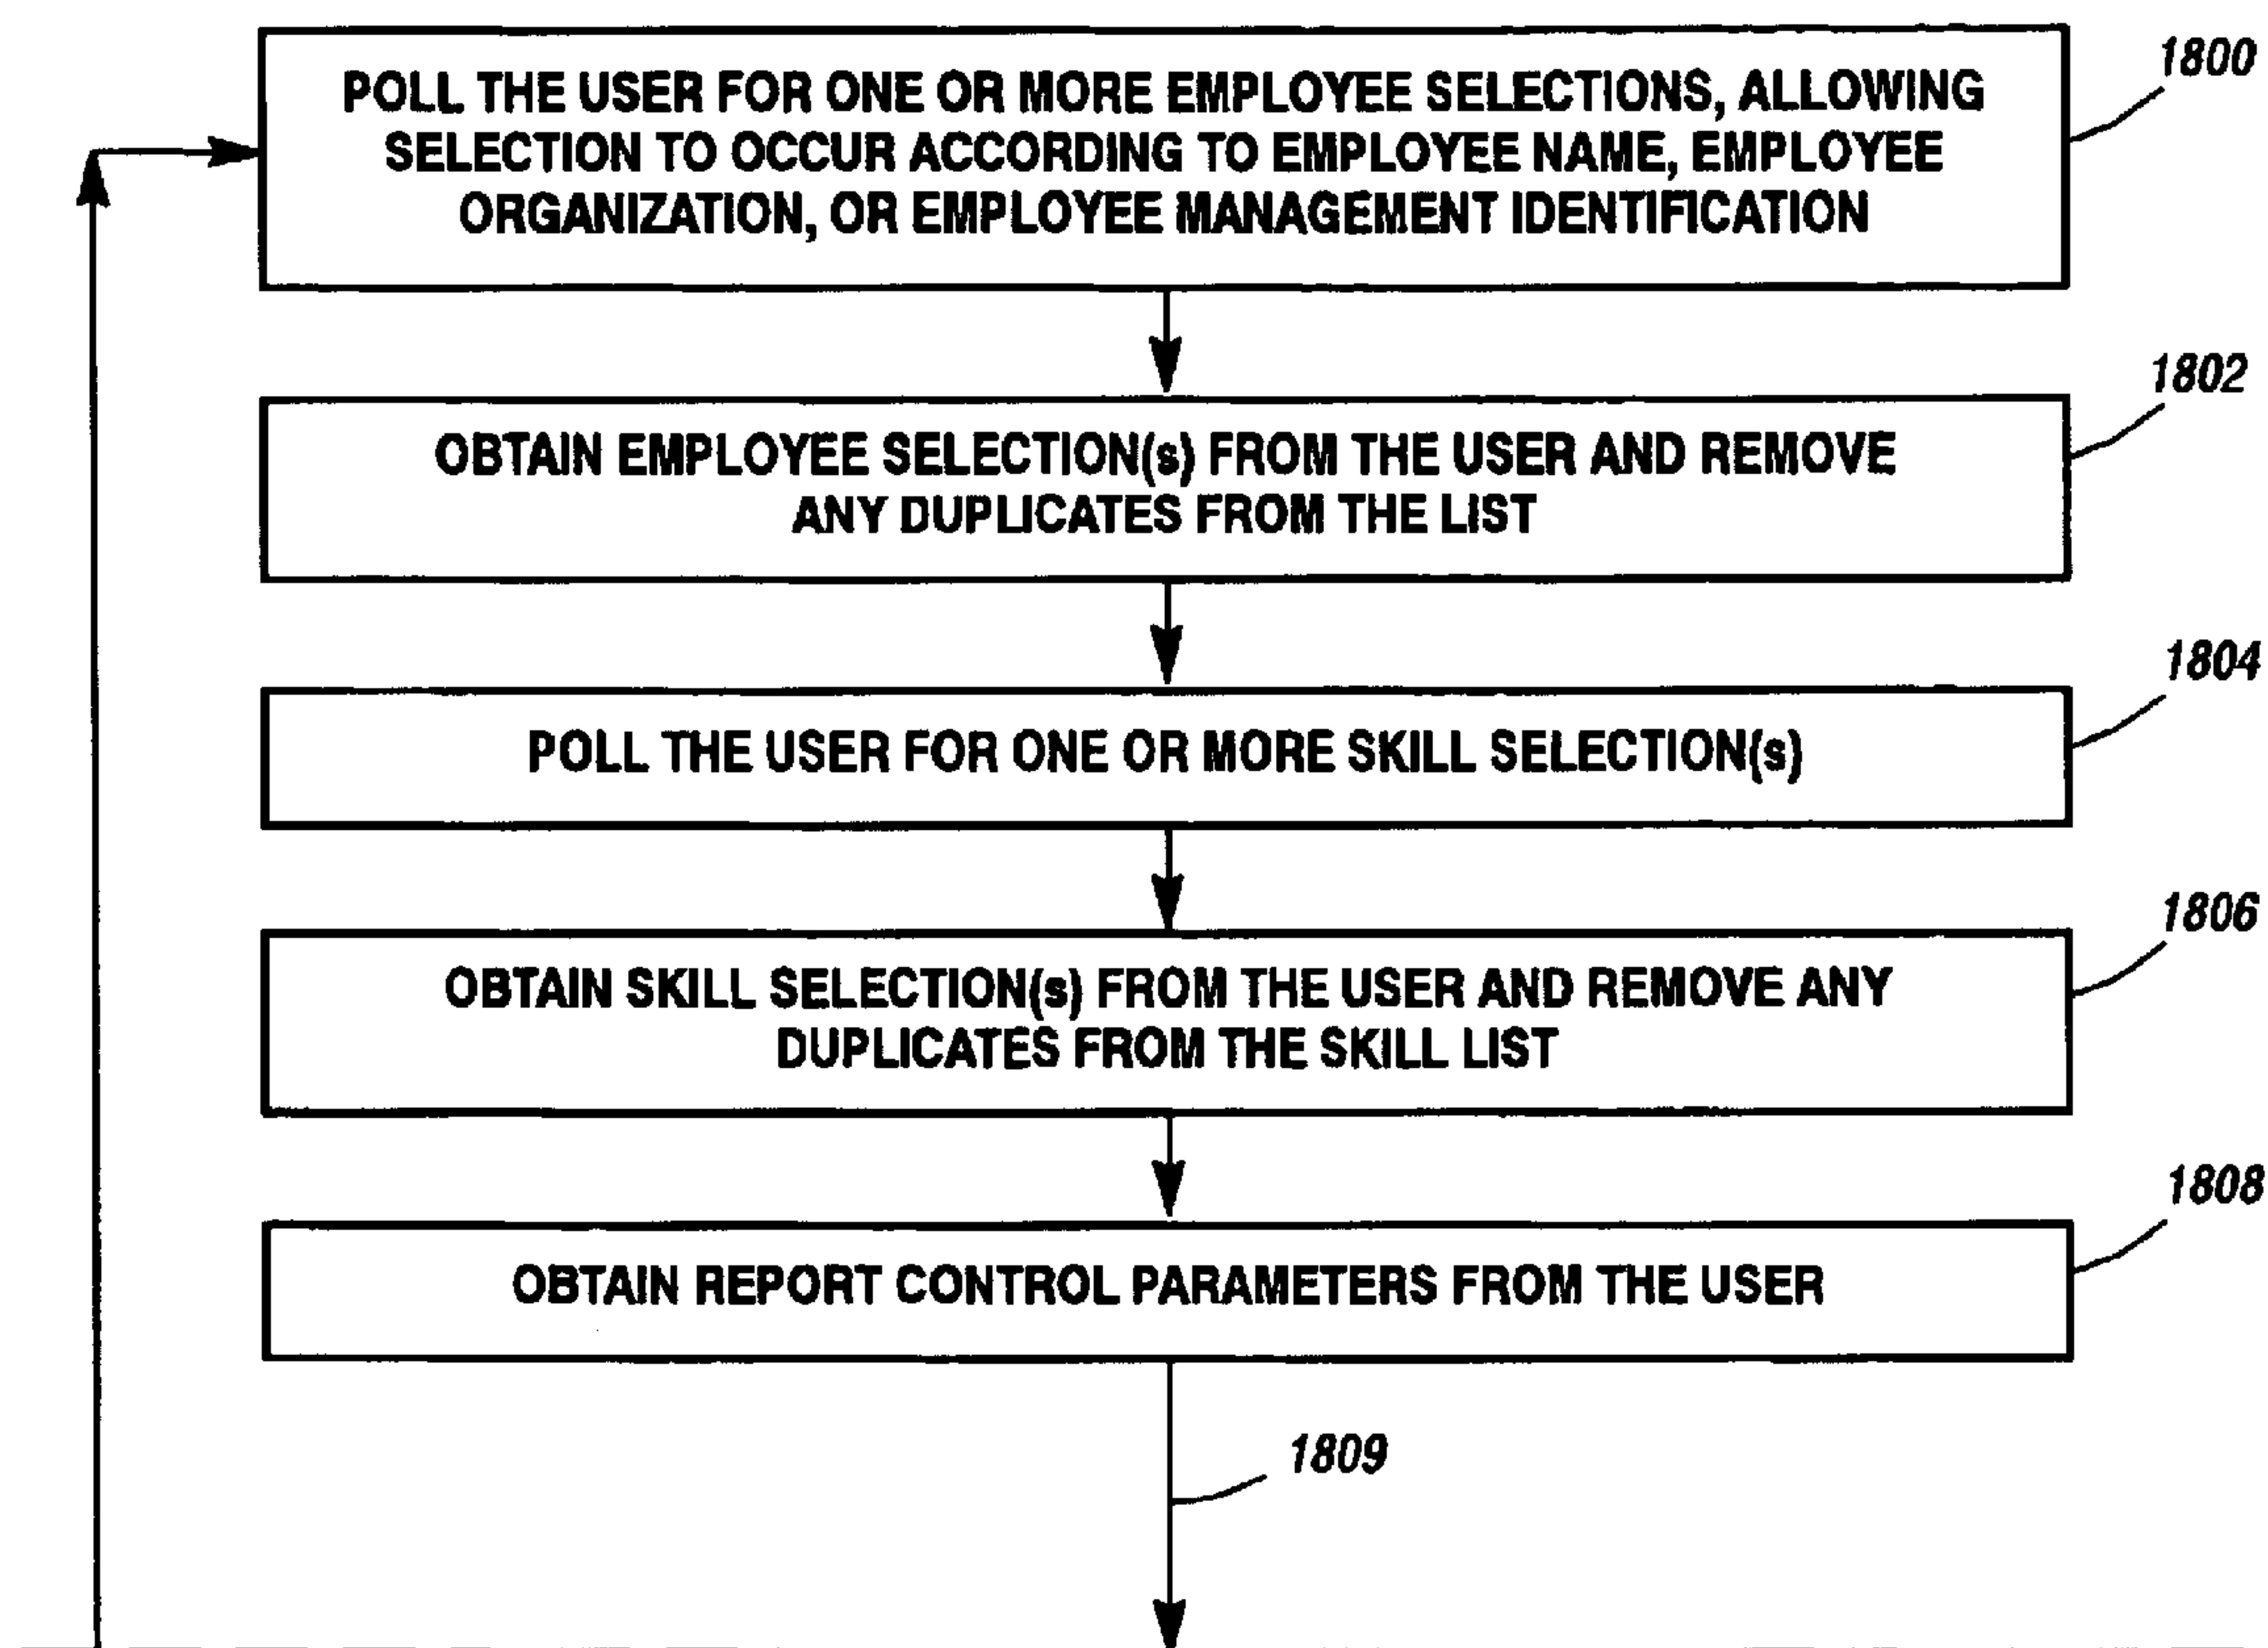 1800
POLL THE USER FOR ONE OR MORE EMPLOYEE SELECTIONS, ALLOWING
SELECTION TO OCCUR ACCORDING TO EMPLOYEE NAME, EMPLOYEE
ORGANIZATION, OR EMPLOYEE MANAGEMENT IDENTIFICATION
1802
OBTAIN EMPLOYEE SELECTION(s) FROM THE USER AND REMOVE
ANY DUPLICATES FROM THE LIST
1804
POLL THE USER FOR ONE OR MORE SKILL SELECTION(s)
1806
OBTAIN SKILL SELECTION(s) FROM THE USER AND REMOVE ANY
DUPLICATES FROM THE SKILL LIST
1808
OBTAIN REPORT CONTROL PARAMETERS FROM THE USER
1809